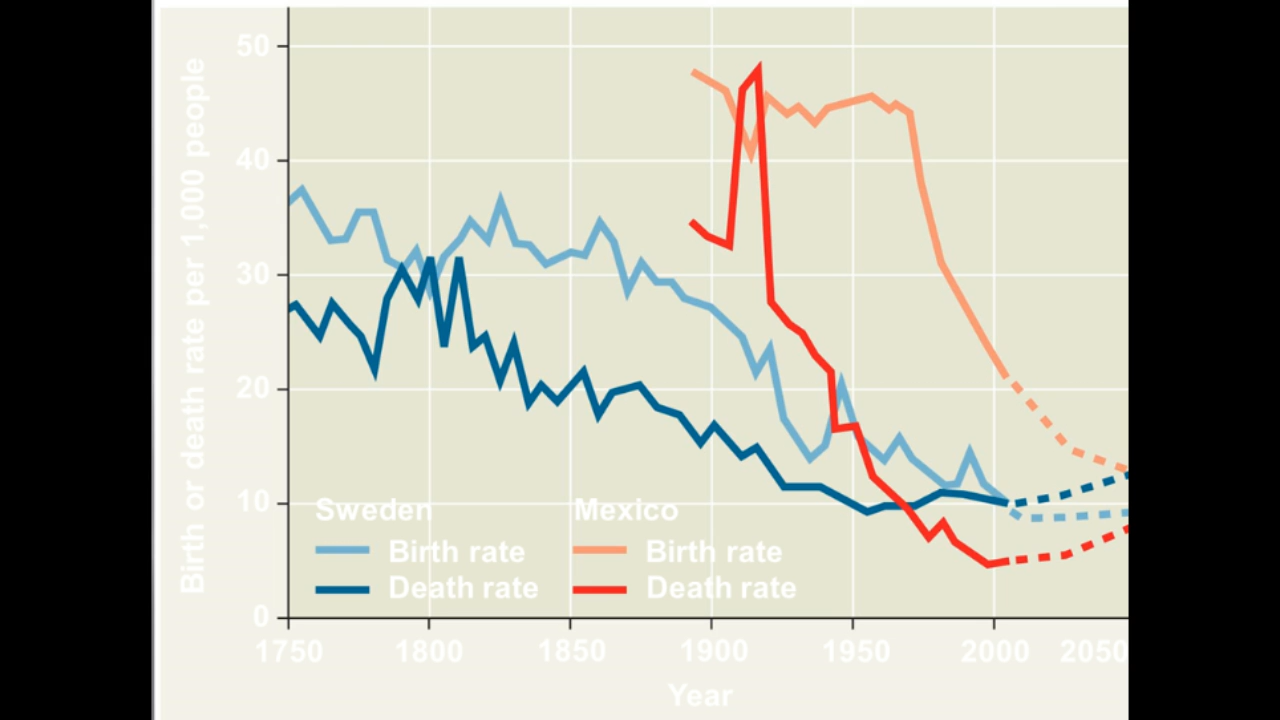 Birth or death rate per 1,000 people
50
40
30
20
10
0
Sweden
Birth rate
Death rate
Mexico
Birth rate
Death rate
1750 1800 1850 1900 1950 2000 2050
Year